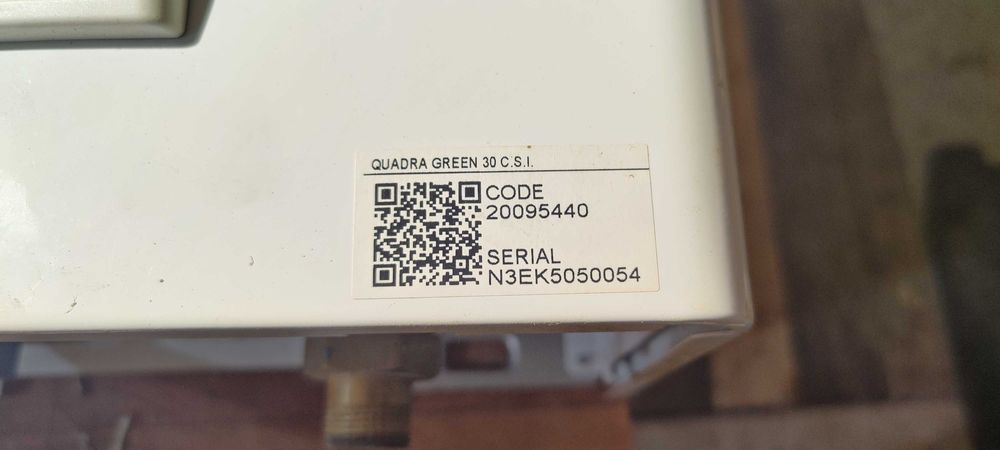 QUADRA GREEN 30 C.S.I.
CODE
20095440
SERIAL
N3EK5050054